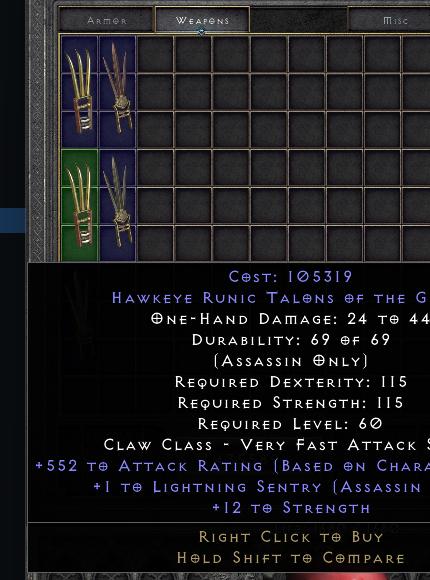 Armor
Weapons
Misc
Cost: 105319
Hawkeye Runic Talons of the G
One-Hand Damage: 24 to 44
Durability: 69 of 69
(Assassin Only)
Required Dexterity: 115
Required Strength: 115
Required Level: 60
Claw Class - Very Fast Attack S
+552 to Attack Rating (Based on Chara
+1 to Lightning Sentry (Assassin
+12 to Strength
Right Click to Buy
Hold Shift to Compare